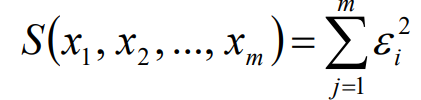 S(x₁, x₂, ..., xₘ) = ∑_{j=1}^{m} εᵢ²